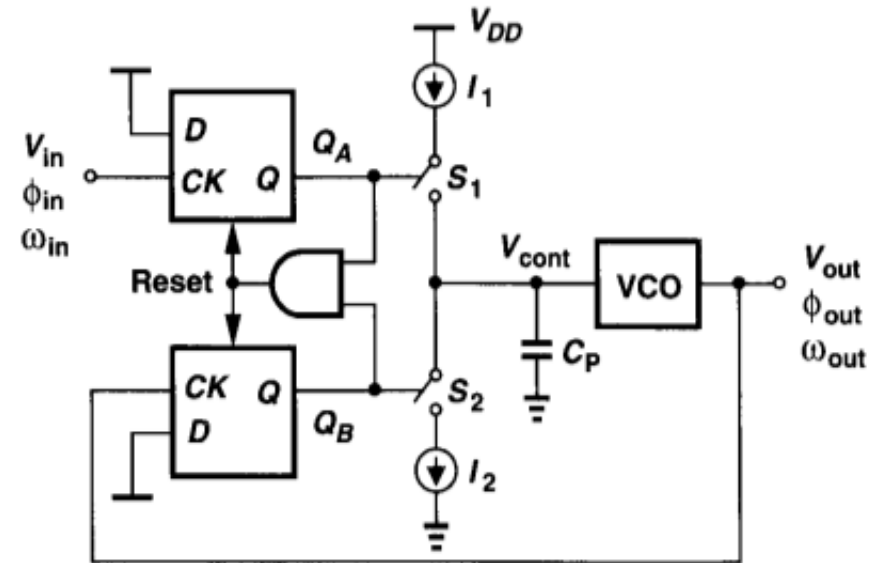 V_DD
I_1
D
Q_A
V_in
CK Q
S_1
ϕ_in
ω_in
V_cont
Reset
VCO
V_out
ϕ_out
C_P
ω_out
CK Q
S_2
D
Q_B
I_2